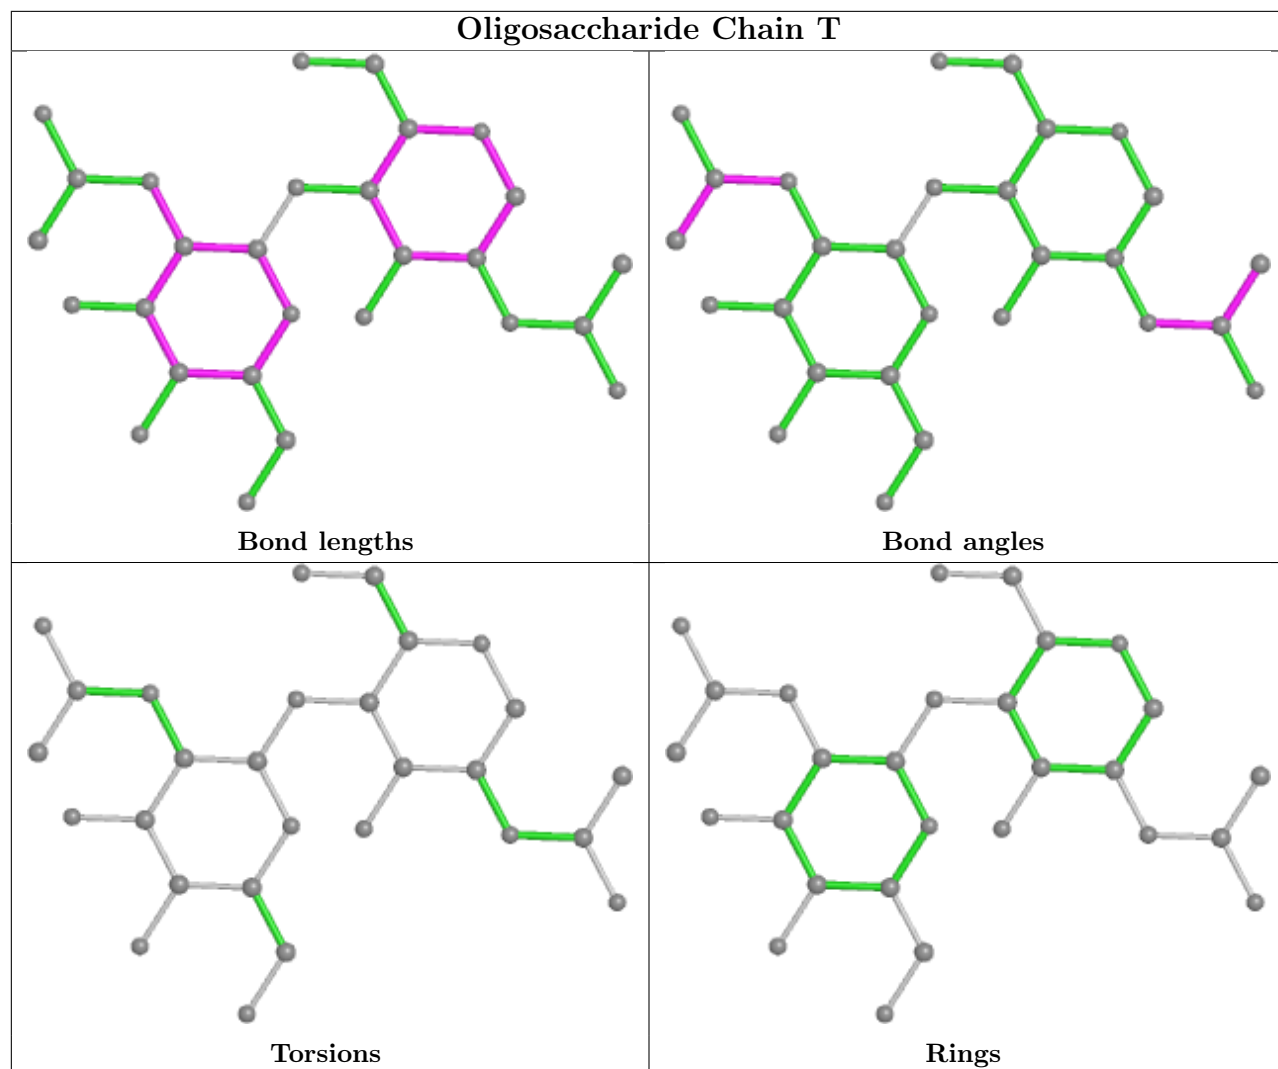 Oligosaccharide Chain T
Bond lengths
Bond angles
Torsions
Rings